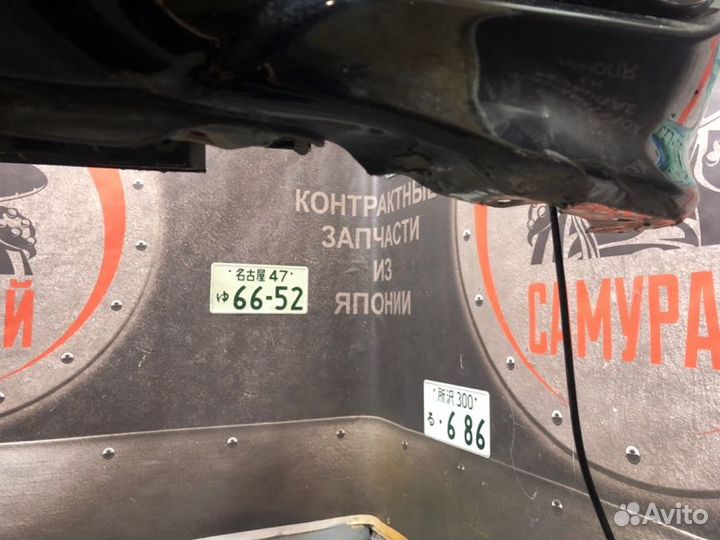 КОНТРАКТНЫЕ
ЗАПЧАСТИ
ИЗ
ЯПОНИИ
名古屋 47
ゆ 66-52
所沢 300
る ・6 86
Й
САМУРА
Avito